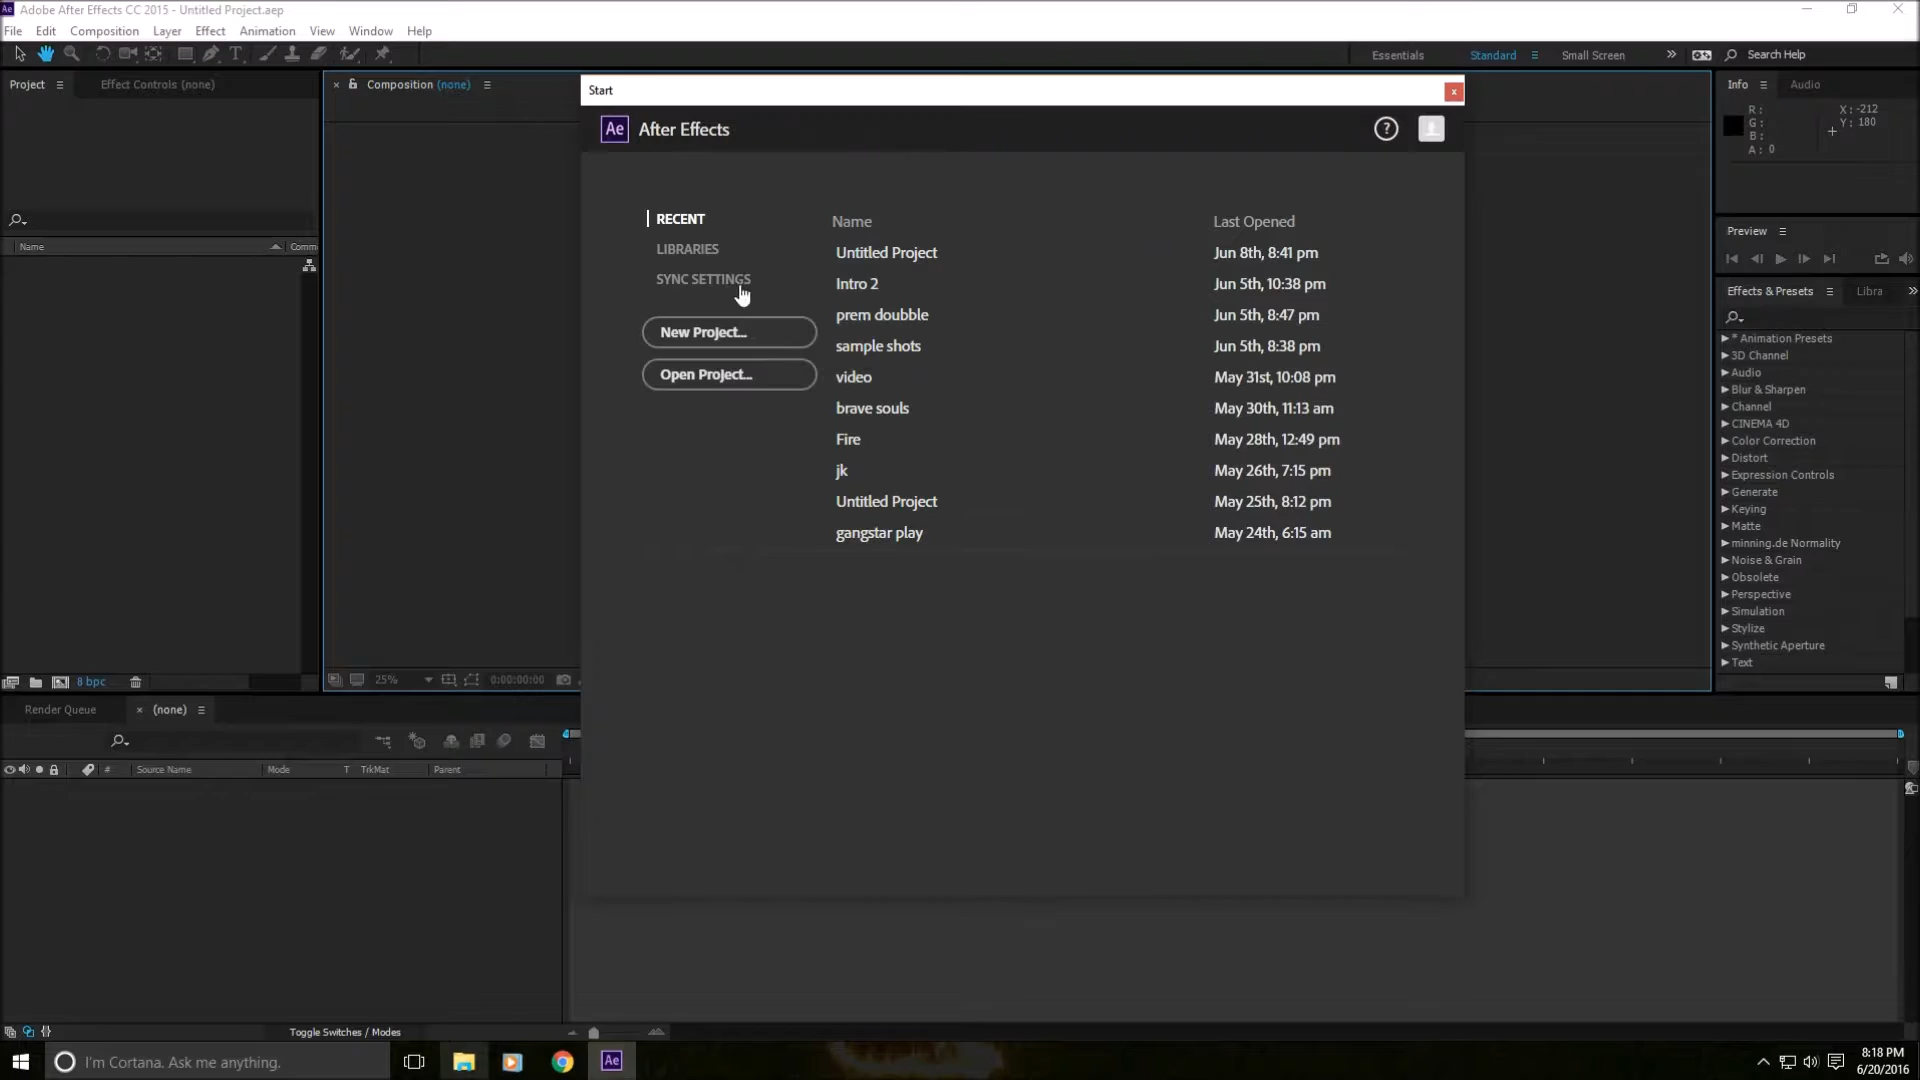 Ae Adobe After Effects CC 2015 - Untitled Project.aep
File Edit Composition Layer Effect Animation View Window Help
Essentials Standard Small Screen Search Help
Project Effect Controls (none)
Composition (none)
Start
Ae After Effects
?
RECENT
LIBRARIES
SYNC SETTINGS
New Project...
Open Project...
Name Last Opened
Untitled Project Jun 8th, 8:41 pm
Intro 2 Jun 5th, 10:38 pm
prem doubble Jun 5th, 8:47 pm
sample shots Jun 5th, 8:38 pm
video May 31st, 10:08 pm
brave souls May 30th, 11:13 am
Fire May 28th, 12:49 pm
jk May 26th, 7:15 pm
Untitled Project May 25th, 8:12 pm
gangstar play May 24th, 6:15 am
Info Audio
R: X: -212
G: Y: 180
B:
A: 0
Preview
Effects & Presets Libra
* Animation Presets
3D Channel
Audio
Blur & Sharpen
Channel
CINEMA 4D
Color Correction
Distort
Expression Controls
Generate
Keying
Matte
minning.de Normality
Noise & Grain
Obsolete
Perspective
Simulation
Stylize
Synthetic Aperture
Text
Name Comm
8 bpc
25% 0:00:00:00
Render Queue (none)
# Source Name Mode T TrkMat Parent
Toggle Switches / Modes
I'm Cortana. Ask me anything.
Ae
8:18 PM
6/20/2016